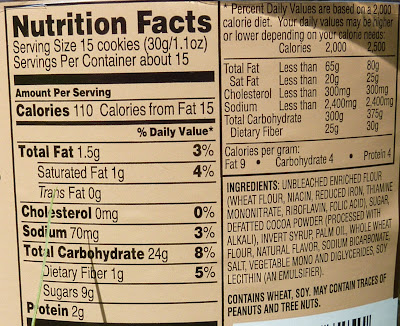 Nutrition Facts
Serving Size 15 cookies (30g/1.1oz)
Servings Per Container about 15
Amount Per Serving
Calories 110 Calories from Fat 15
% Daily Value*
Total Fat 1.5g 3%
Saturated Fat 1g 4%
Trans Fat 0g
Cholesterol 0mg 0%
Sodium 70mg 3%
Total Carbohydrate 24g 8%
Dietary Fiber 1g 5%
Sugars 9g
Protein 2g
* Percent Daily Values are based on a 2,000
calorie diet. Your daily values may be higher
or lower depending on your calorie needs:
Calories 2,000 2,500
Total Fat Less than 65g 80g
Sat Fat Less than 20g 25g
Cholesterol Less than 300mg 300mg
Sodium Less than 2,400mg 2,400mg
Total Carbohydrate 300g 375g
Dietary Fiber 25g 30g
Calories per gram:
Fat 9 • Carbohydrate 4 • Protein 4
INGREDIENTS: UNBLEACHED ENRICHED FLOUR
(WHEAT FLOUR, NIACIN, REDUCED IRON, THIAMINE
MONONITRATE, RIBOFLAVIN, FOLIC ACID), SUGAR,
DEFATTED COCOA POWDER (PROCESSED WITH
ALKALI), INVERT SYRUP, PALM OIL, WHOLE WHEAT
FLOUR, NATURAL FLAVOR, SODIUM BICARBONATE,
SALT, VEGETABLE MONO AND DIGLYCERIDES, SOY
LECITHIN (AN EMULSIFIER).
CONTAINS WHEAT, SOY. MAY CONTAIN TRACES OF
PEANUTS AND TREE NUTS.